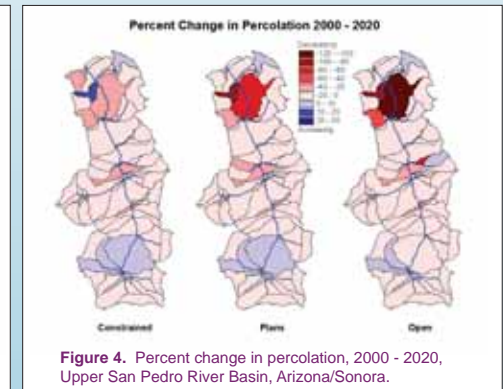 Percent Change in Percolation 2000 - 2020
Decreasing
Increasing
Constrained
Plans
Open
Figure 4. Percent change in percolation, 2000 - 2020,
Upper San Pedro River Basin, Arizona/Sonora.